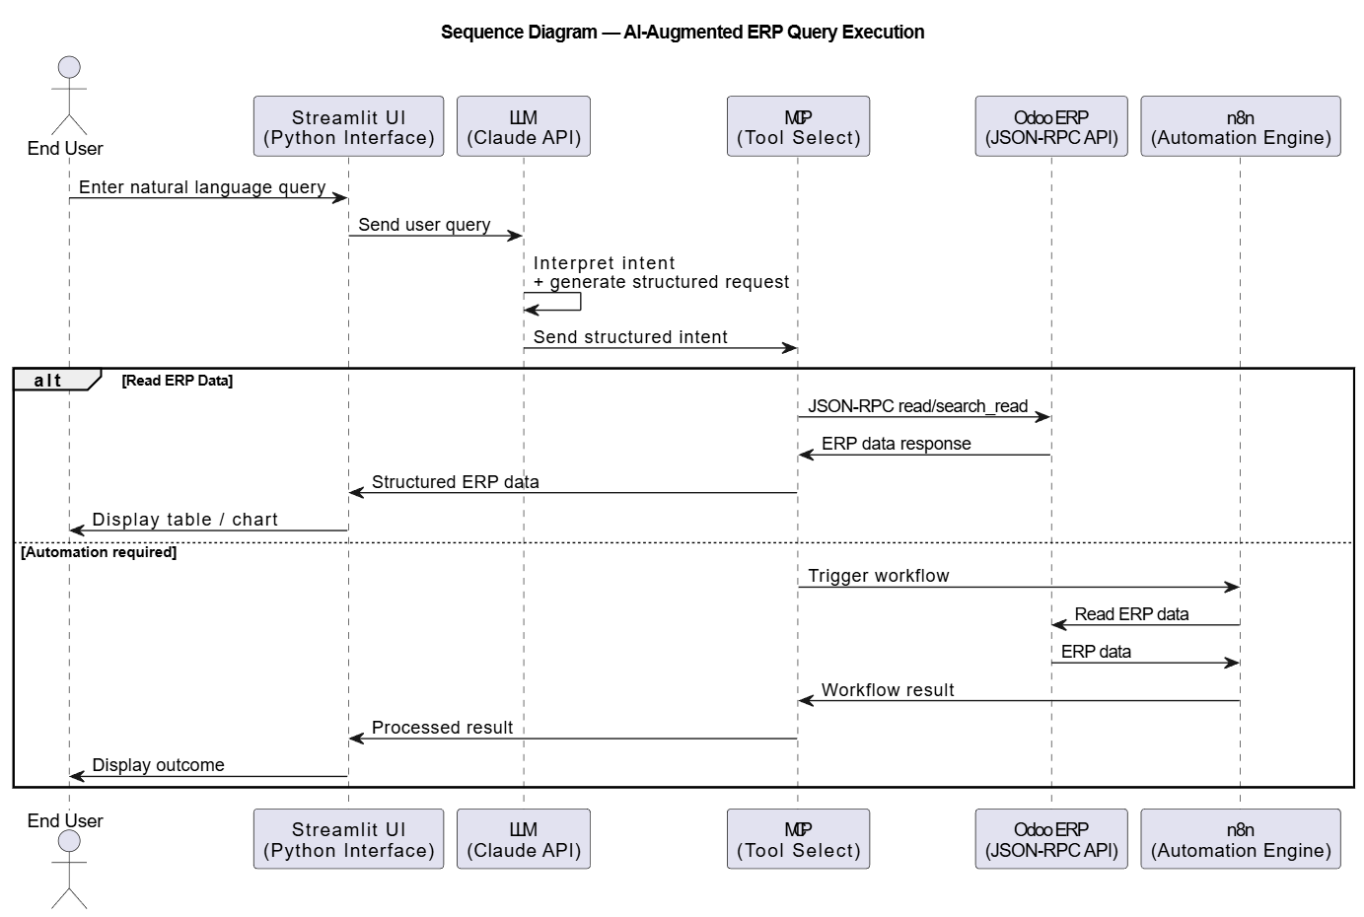 Sequence Diagram — AI-Augmented ERP Query Execution
End User
Streamlit UI
(Python Interface)
LLM
(Claude API)
MCP
(Tool Select)
Odoo ERP
(JSON-RPC API)
n8n
(Automation Engine)
Enter natural language query
Send user query
Interpret intent
+ generate structured request
Send structured intent
alt
[Read ERP Data]
JSON-RPC read/search_read
ERP data response
Structured ERP data
Display table / chart
[Automation required]
Trigger workflow
Read ERP data
ERP data
Workflow result
Processed result
Display outcome
End User
Streamlit UI
(Python Interface)
LLM
(Claude API)
MCP
(Tool Select)
Odoo ERP
(JSON-RPC API)
n8n
(Automation Engine)